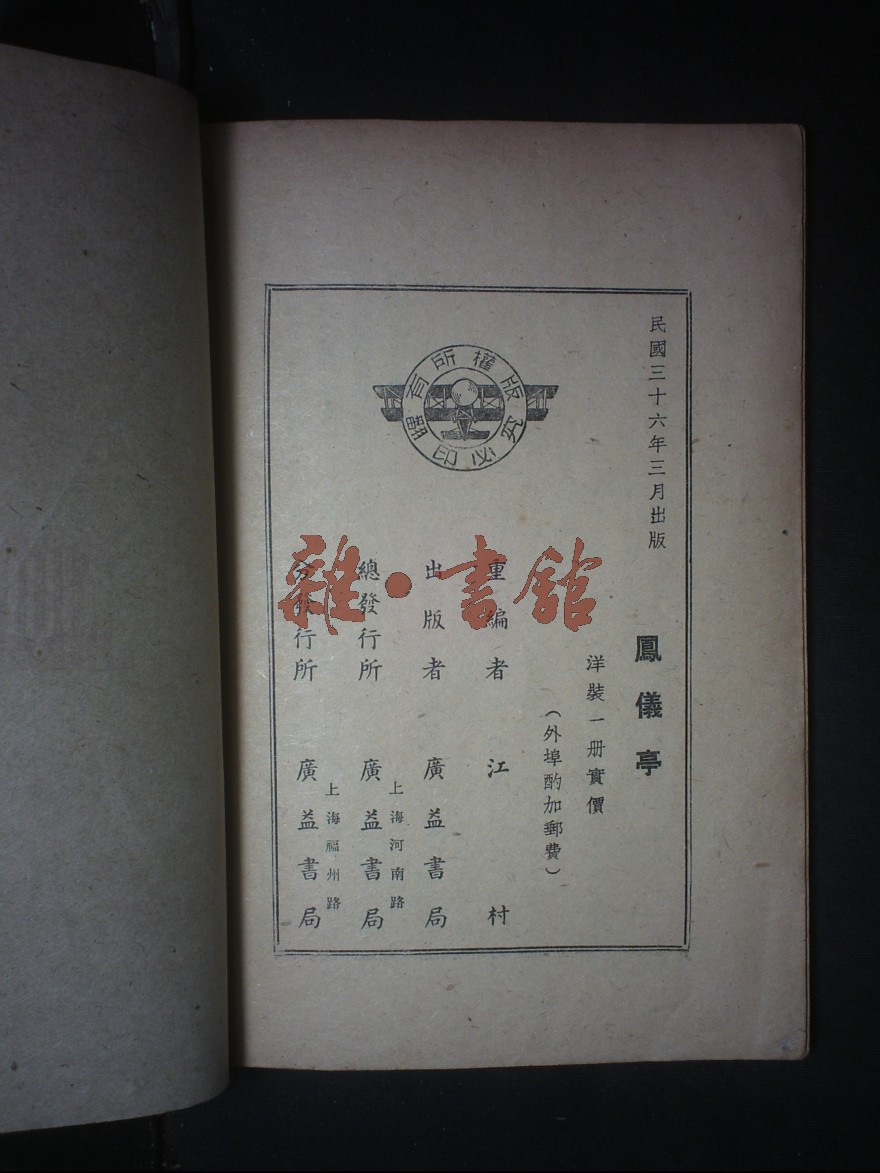 民國三十六年三月出版
鳳儀亭
洋裝一册實價
（外埠酌加郵費）
重編者 江村
出版者 廣益書局
總發行所 上海河南路 廣益書局
分發行所 上海福州路 廣益書局
版權所有
翻印必究
雜·書館